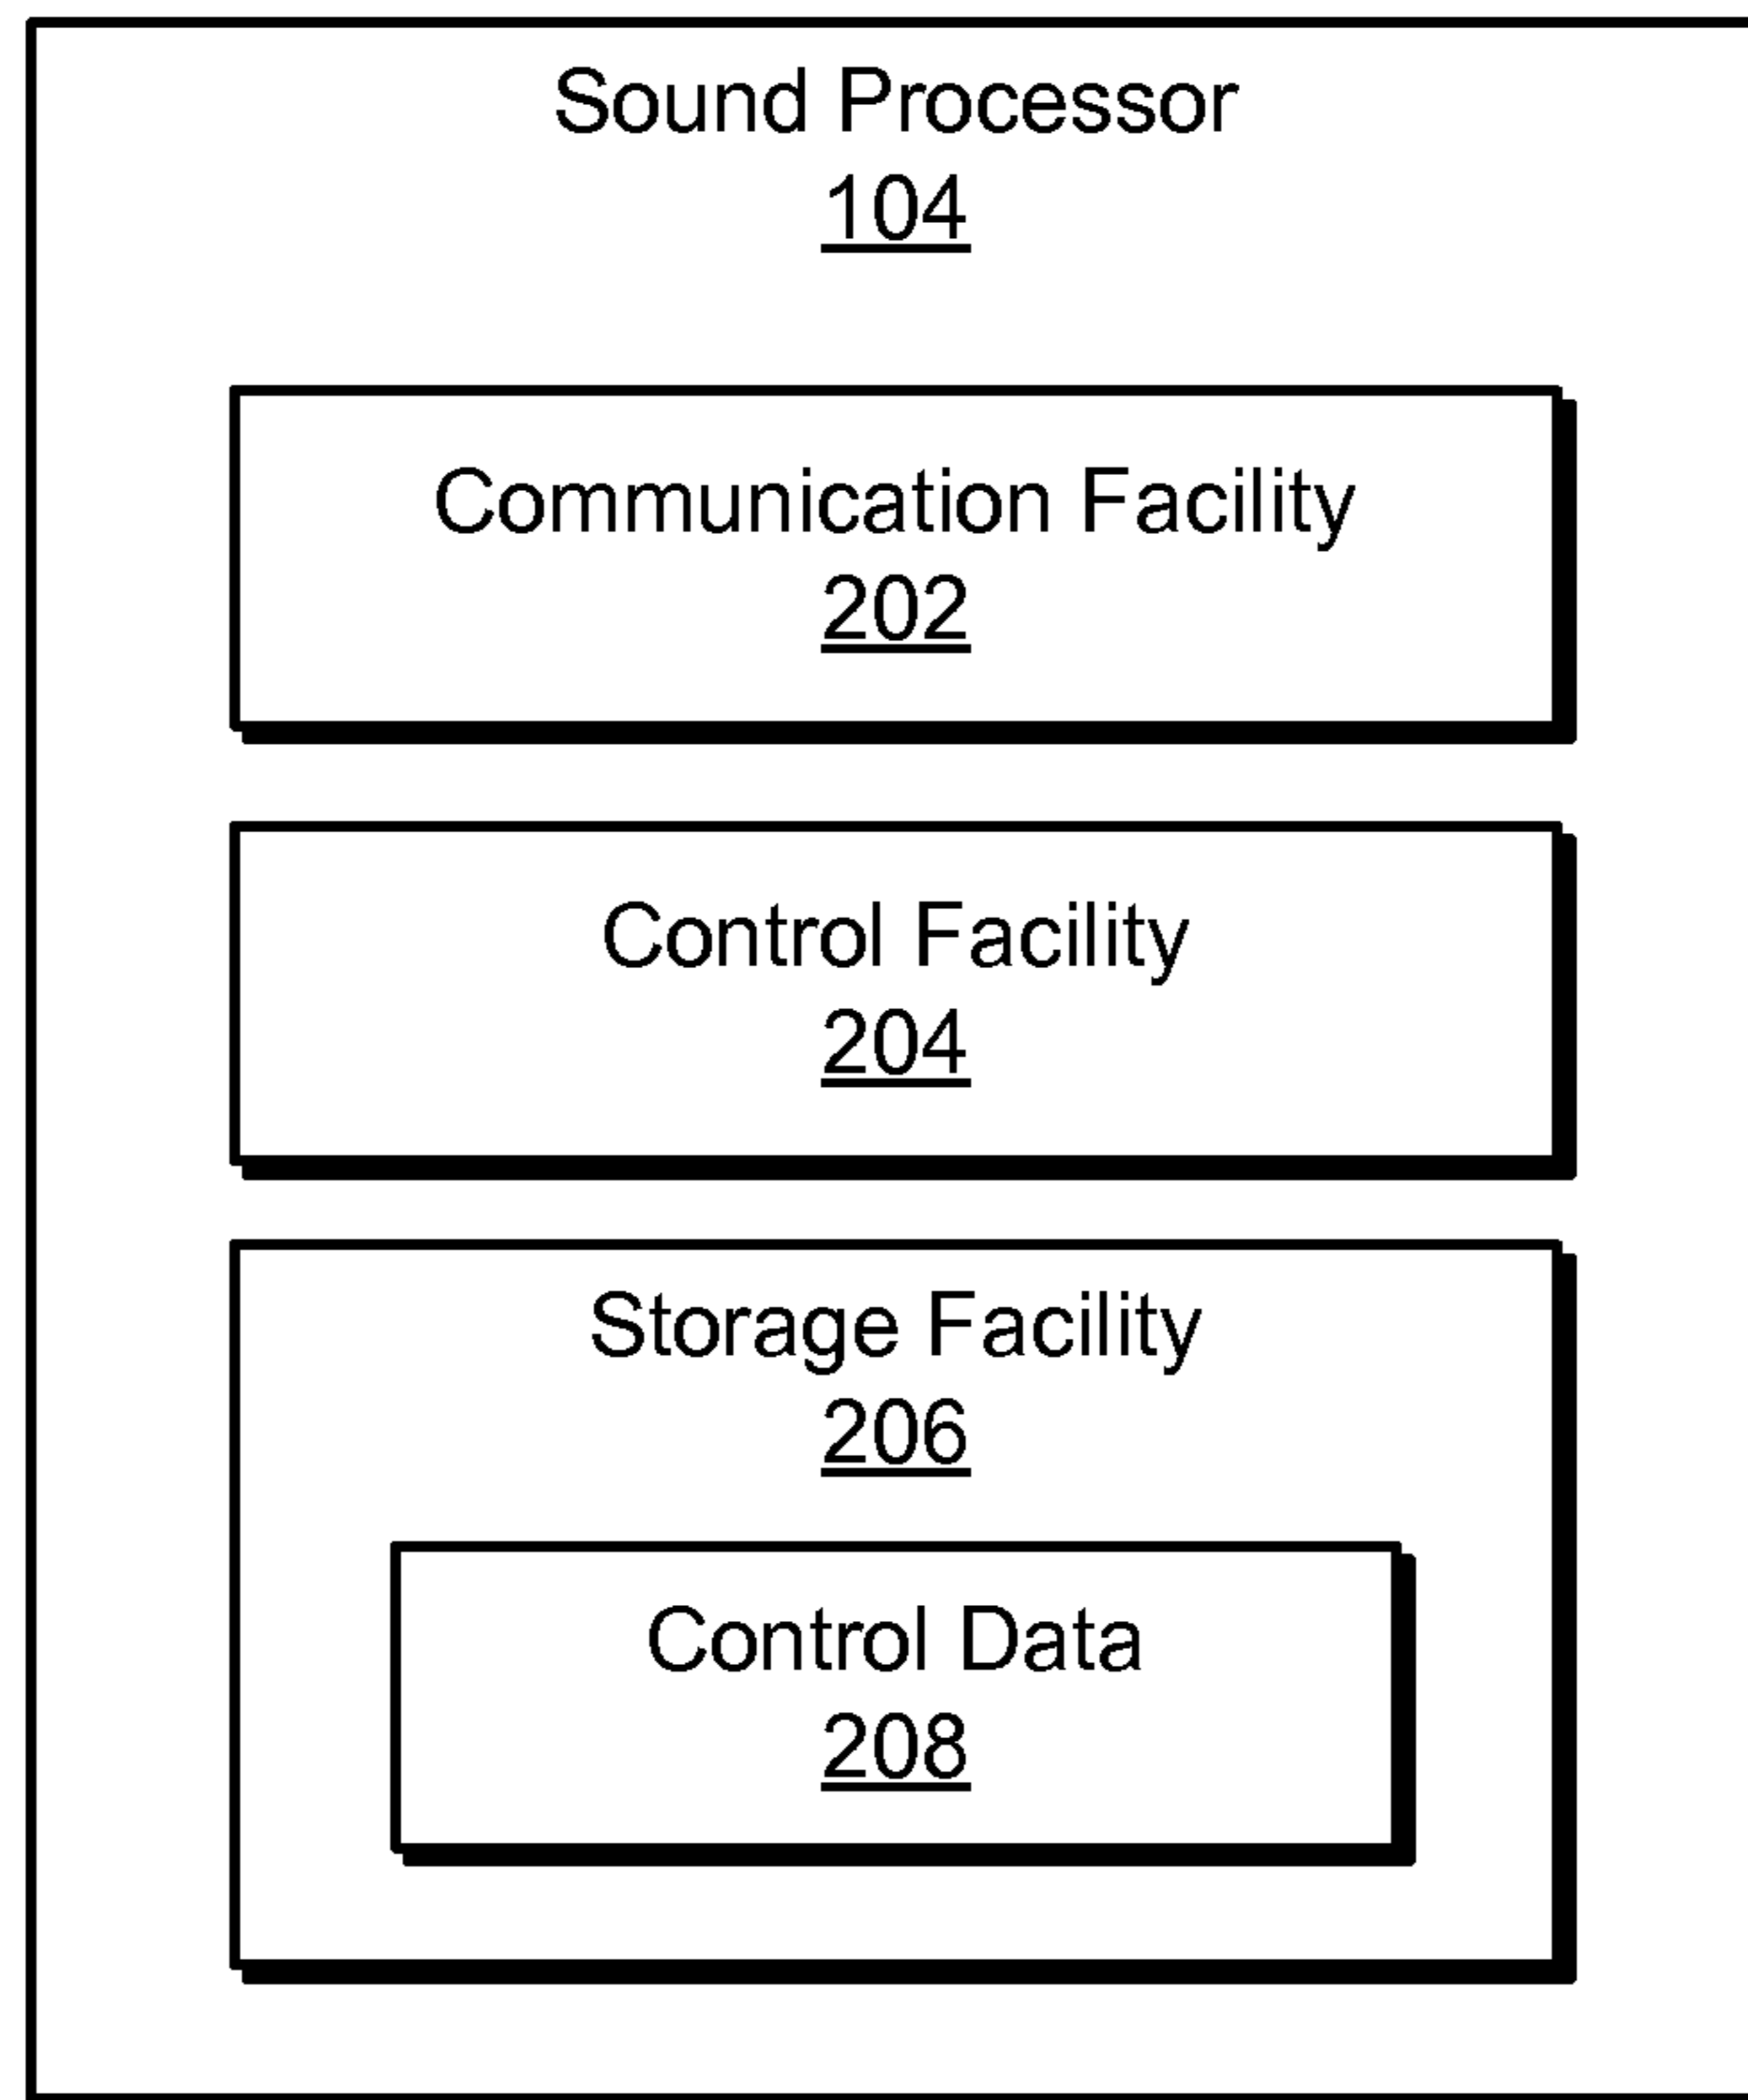 Sound Processor
104
Communication Facility
202
Control Facility
204
Storage Facility
206
Control Data
208